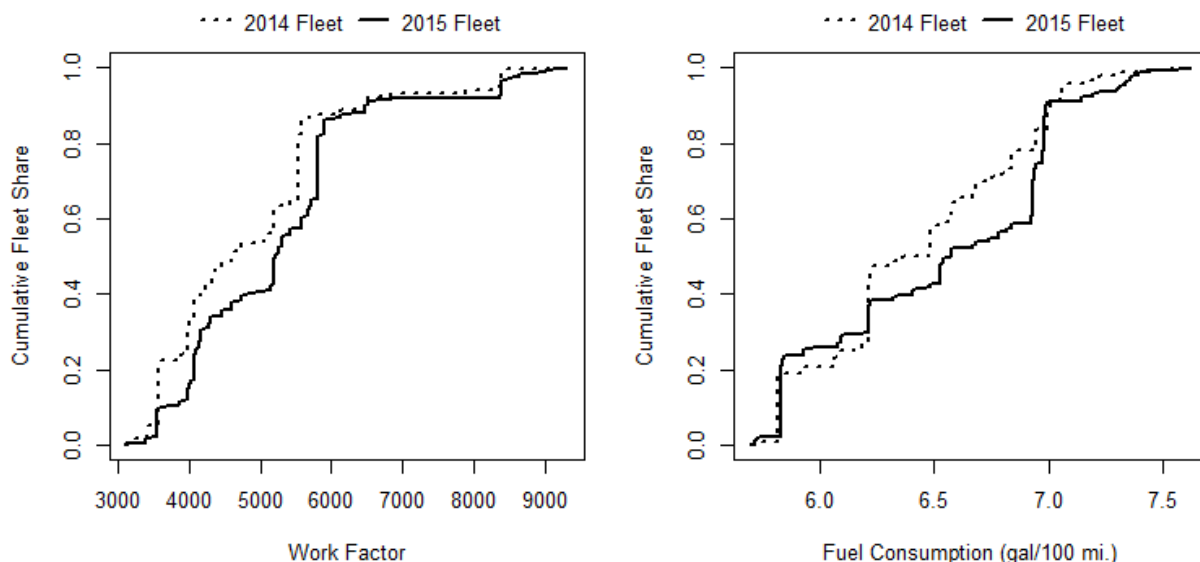 2014 Fleet 2015 Fleet
Cumulative Fleet Share
1.0
0.8
0.6
0.4
0.2
0.0
3000 4000 5000 6000 7000 8000 9000
Work Factor
2014 Fleet 2015 Fleet
Cumulative Fleet Share
1.0
0.8
0.6
0.4
0.2
0.0
6.0 6.5 7.0 7.5
Fuel Consumption (gal/100 mi.)